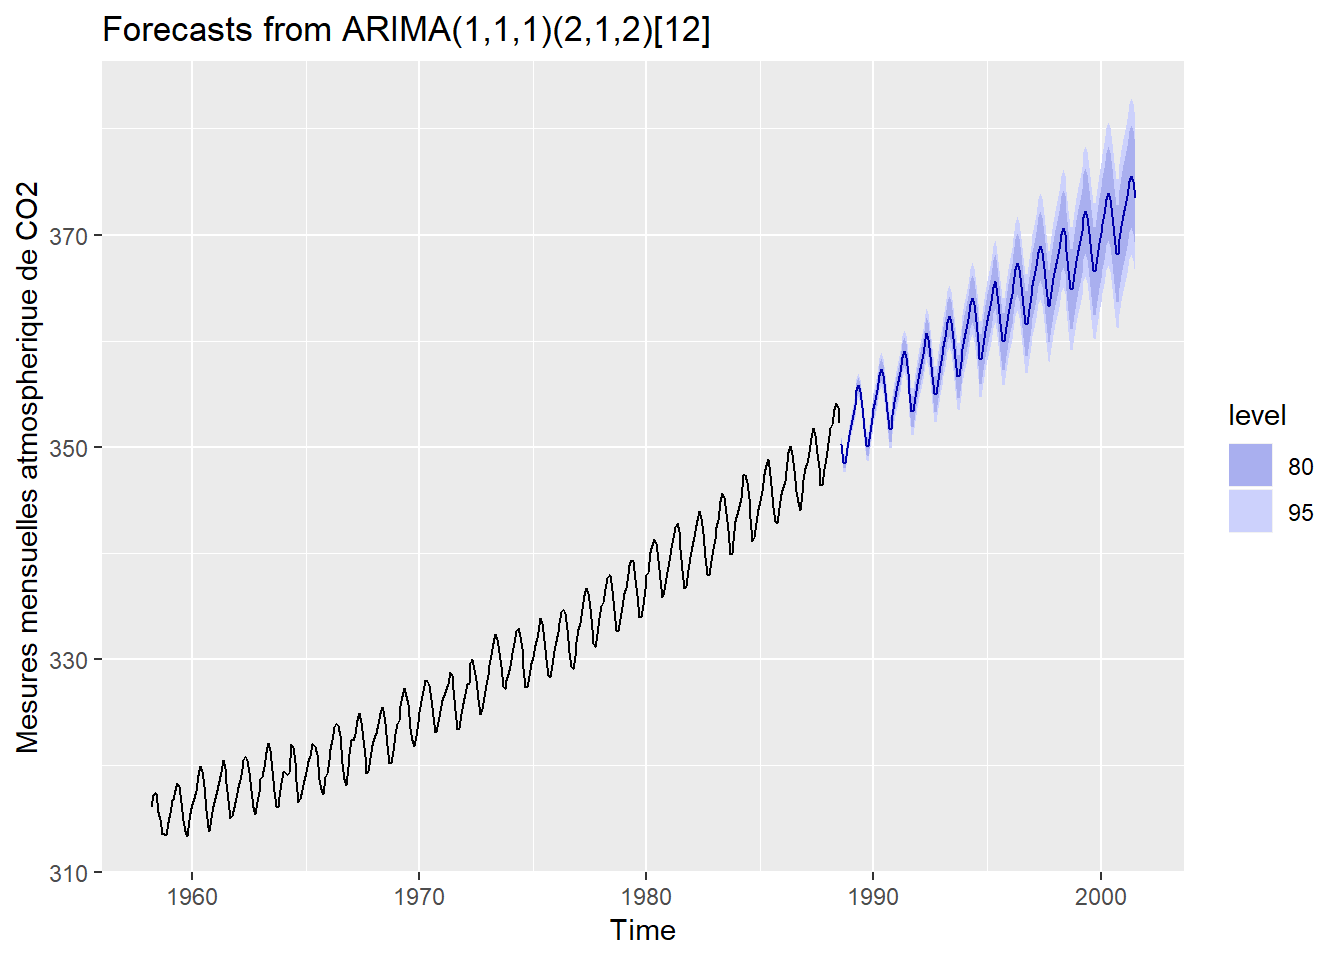 Forecasts from ARIMA(1,1,1)(2,1,2)[12]
Mesures mensuelles atmospherique de CO2
370
350
330
310
1960 1970 1980 1990 2000
Time
level
80
95